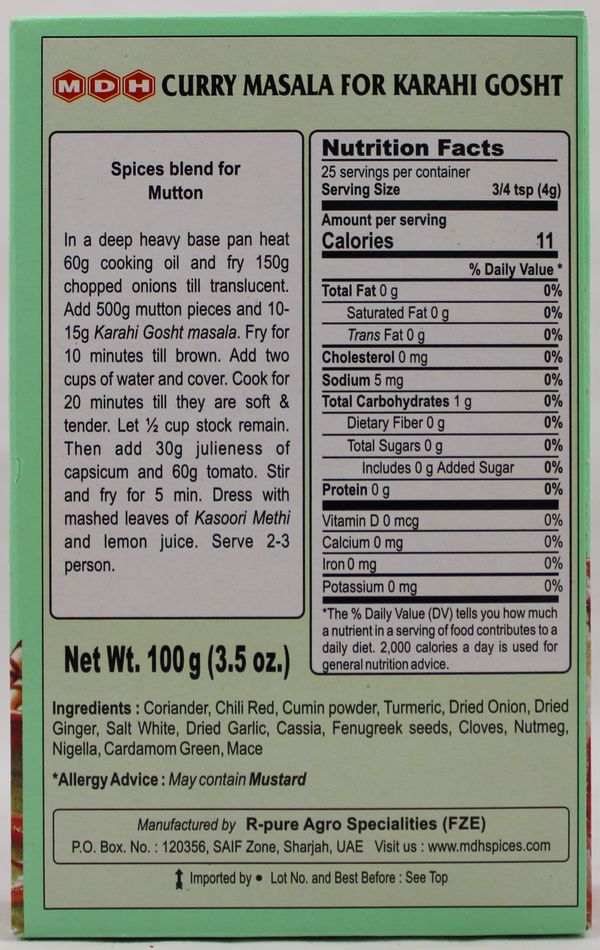 MDH CURRY MASALA FOR KARAHI GOSHT
Spices blend for
Mutton
In a deep heavy base pan heat
60g cooking oil and fry 150g
chopped onions till translucent.
Add 500g mutton pieces and 10-
15g Karahi Gosht masala. Fry for
10 minutes till brown. Add two
cups of water and cover. Cook for
20 minutes till they are soft &
tender. Let ½ cup stock remain.
Then add 30g julieness of
capsicum and 60g tomato. Stir
and fry for 5 min. Dress with
mashed leaves of Kasoori Methi
and lemon juice. Serve 2-3
person.
Net Wt. 100 g (3.5 oz.)
Nutrition Facts
25 servings per container
Serving Size 3/4 tsp (4g)
Amount per serving
Calories 11
% Daily Value *
Total Fat 0 g 0%
Saturated Fat 0 g 0%
Trans Fat 0 g 0%
Cholesterol 0 mg 0%
Sodium 5 mg 0%
Total Carbohydrates 1 g 0%
Dietary Fiber 0 g 0%
Total Sugars 0 g 0%
Includes 0 g Added Sugar 0%
Protein 0 g 0%
Vitamin D 0 mcg 0%
Calcium 0 mg 0%
Iron 0 mg 0%
Potassium 0 mg 0%
*The % Daily Value (DV) tells you how much
a nutrient in a serving of food contributes to a
daily diet. 2,000 calories a day is used for
general nutrition advice.
Ingredients : Coriander, Chili Red, Cumin powder, Turmeric, Dried Onion, Dried
Ginger, Salt White, Dried Garlic, Cassia, Fenugreek seeds, Cloves, Nutmeg,
Nigella, Cardamom Green, Mace
*Allergy Advice : May contain Mustard
Manufactured by R-pure Agro Specialities (FZE)
P.O. Box. No. : 120356, SAIF Zone, Sharjah, UAE Visit us : www.mdhspices.com
Imported by • Lot No. and Best Before : See Top